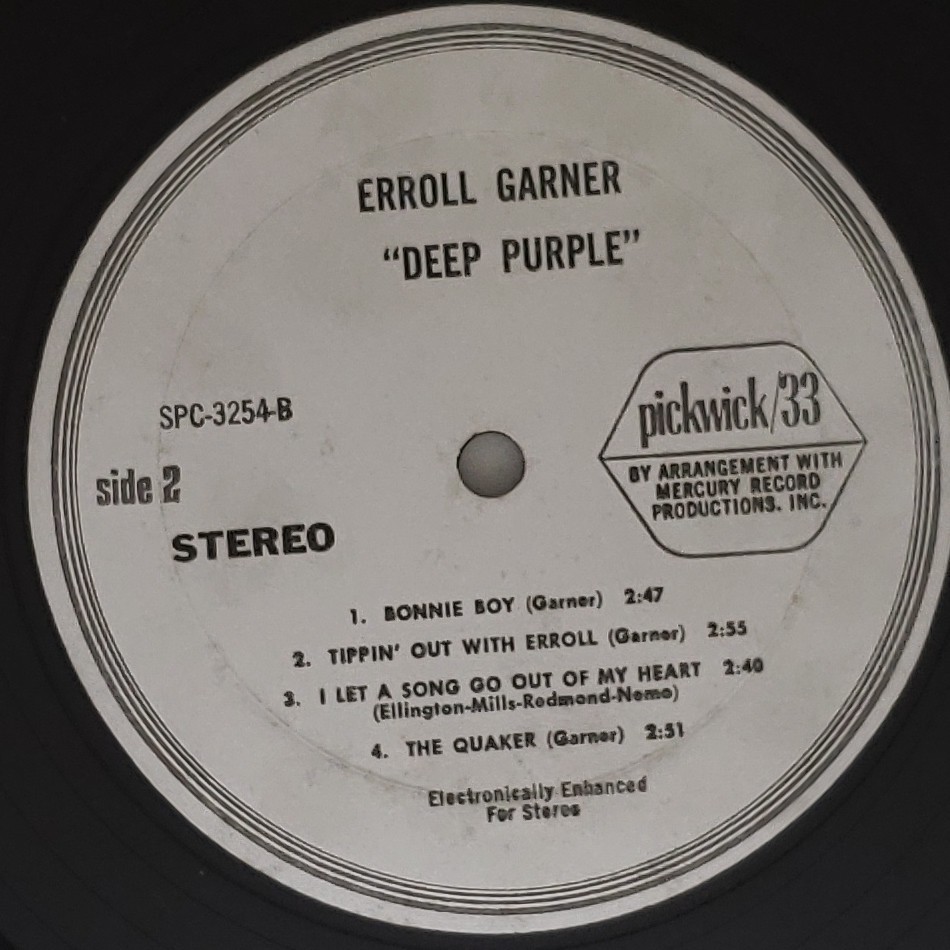 ERROLL GARNER
“DEEP PURPLE”
SPC-3254-B
side 2
STEREO
pickwick/33
BY ARRANGEMENT WITH
MERCURY RECORD
PRODUCTIONS. INC.
1. BONNIE BOY (Garner) 2:47
2. TIPPIN' OUT WITH ERROLL (Garner) 2:55
3. I LET A SONG GO OUT OF MY HEART 2:40
(Ellington-Mills-Redmond-Nemo)
4. THE QUAKER (Garner) 2:51
Electronically Enhanced
For Stereo